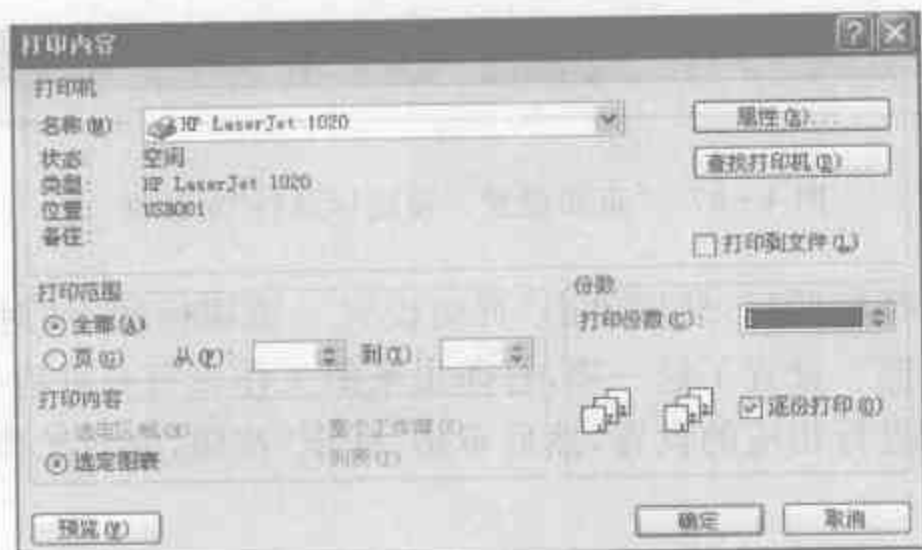 打印内容
打印机
名称(M) HP LaserJet 1020 属性(R)...
状态: 空闲 查找打印机(D)...
类型: HP LaserJet 1020
位置: USB001
备注: 打印到文件(L)
打印范围 份数
全部(A) 打印份数(C):
页(G) 从(F): 到(T):
打印内容 逐份打印(O)
选定区域 整个工作簿
选定图表
预览(W) 确定 取消